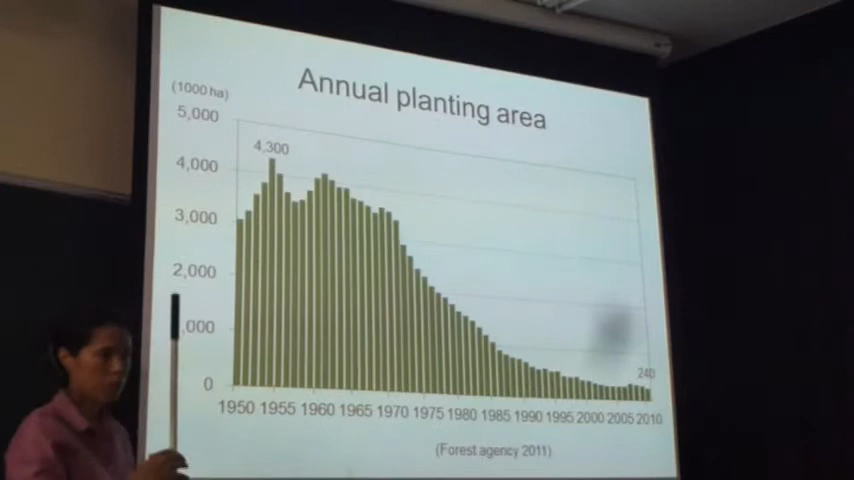 Annual planting area
(1000 ha)
5,000
4,300
4,000
3,000
2,000
,000
0
240
1950 1955 1960 1965 1970 1975 1980 1985 1990 1995 2000 2005 2010
(Forest agency 2011)